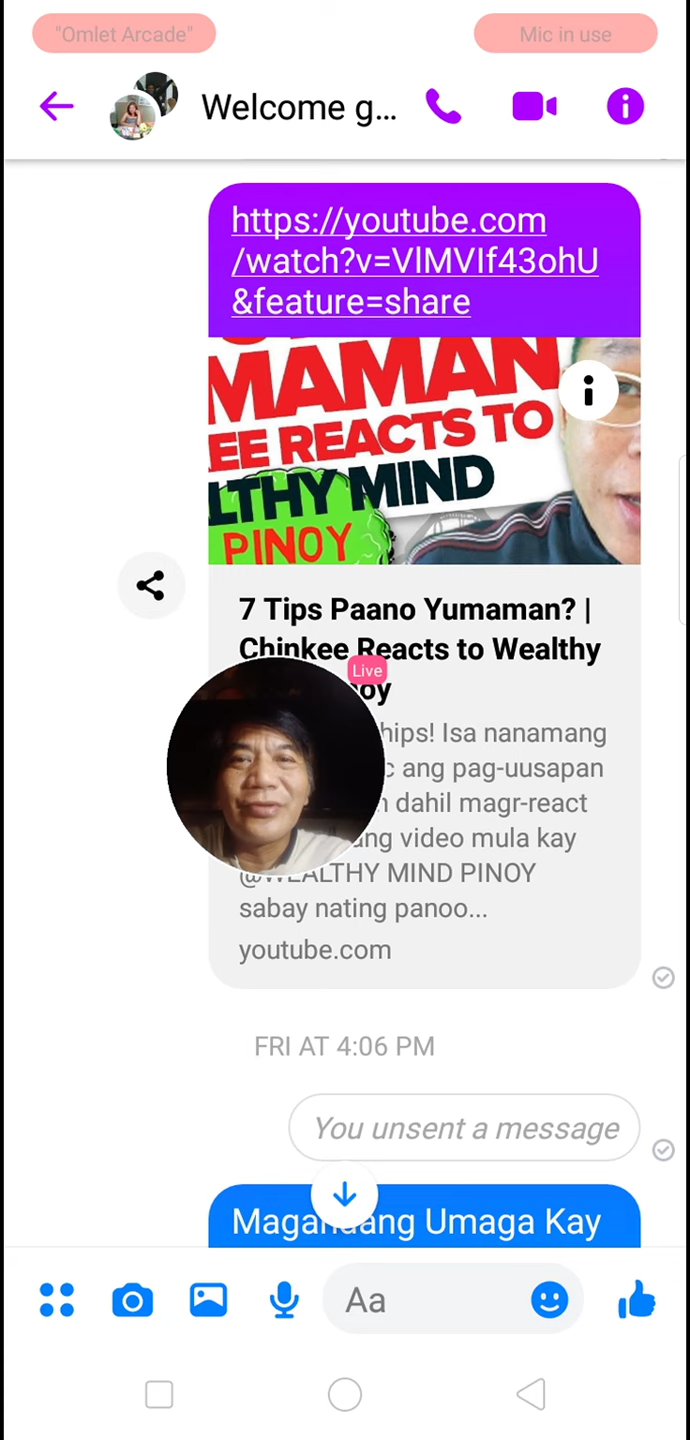 "Omlet Arcade"
Mic in use
Welcome g...
https://youtube.com
/watch?v=VlMVIf43ohU
&feature=share
MAMAN
EE REACTS TO
LTHY MIND
PINOY
7 Tips Paano Yumaman? |
Chinkee Reacts to Wealthy
Live
oy
hips! Isa nanamang
ang pag-uusapan
dahil magr-react
ang video mula kay
@WEALTHY MIND PINOY
sabay nating panoo...
youtube.com
FRI AT 4:06 PM
You unsent a message
Magandang Umaga Kay
Aa